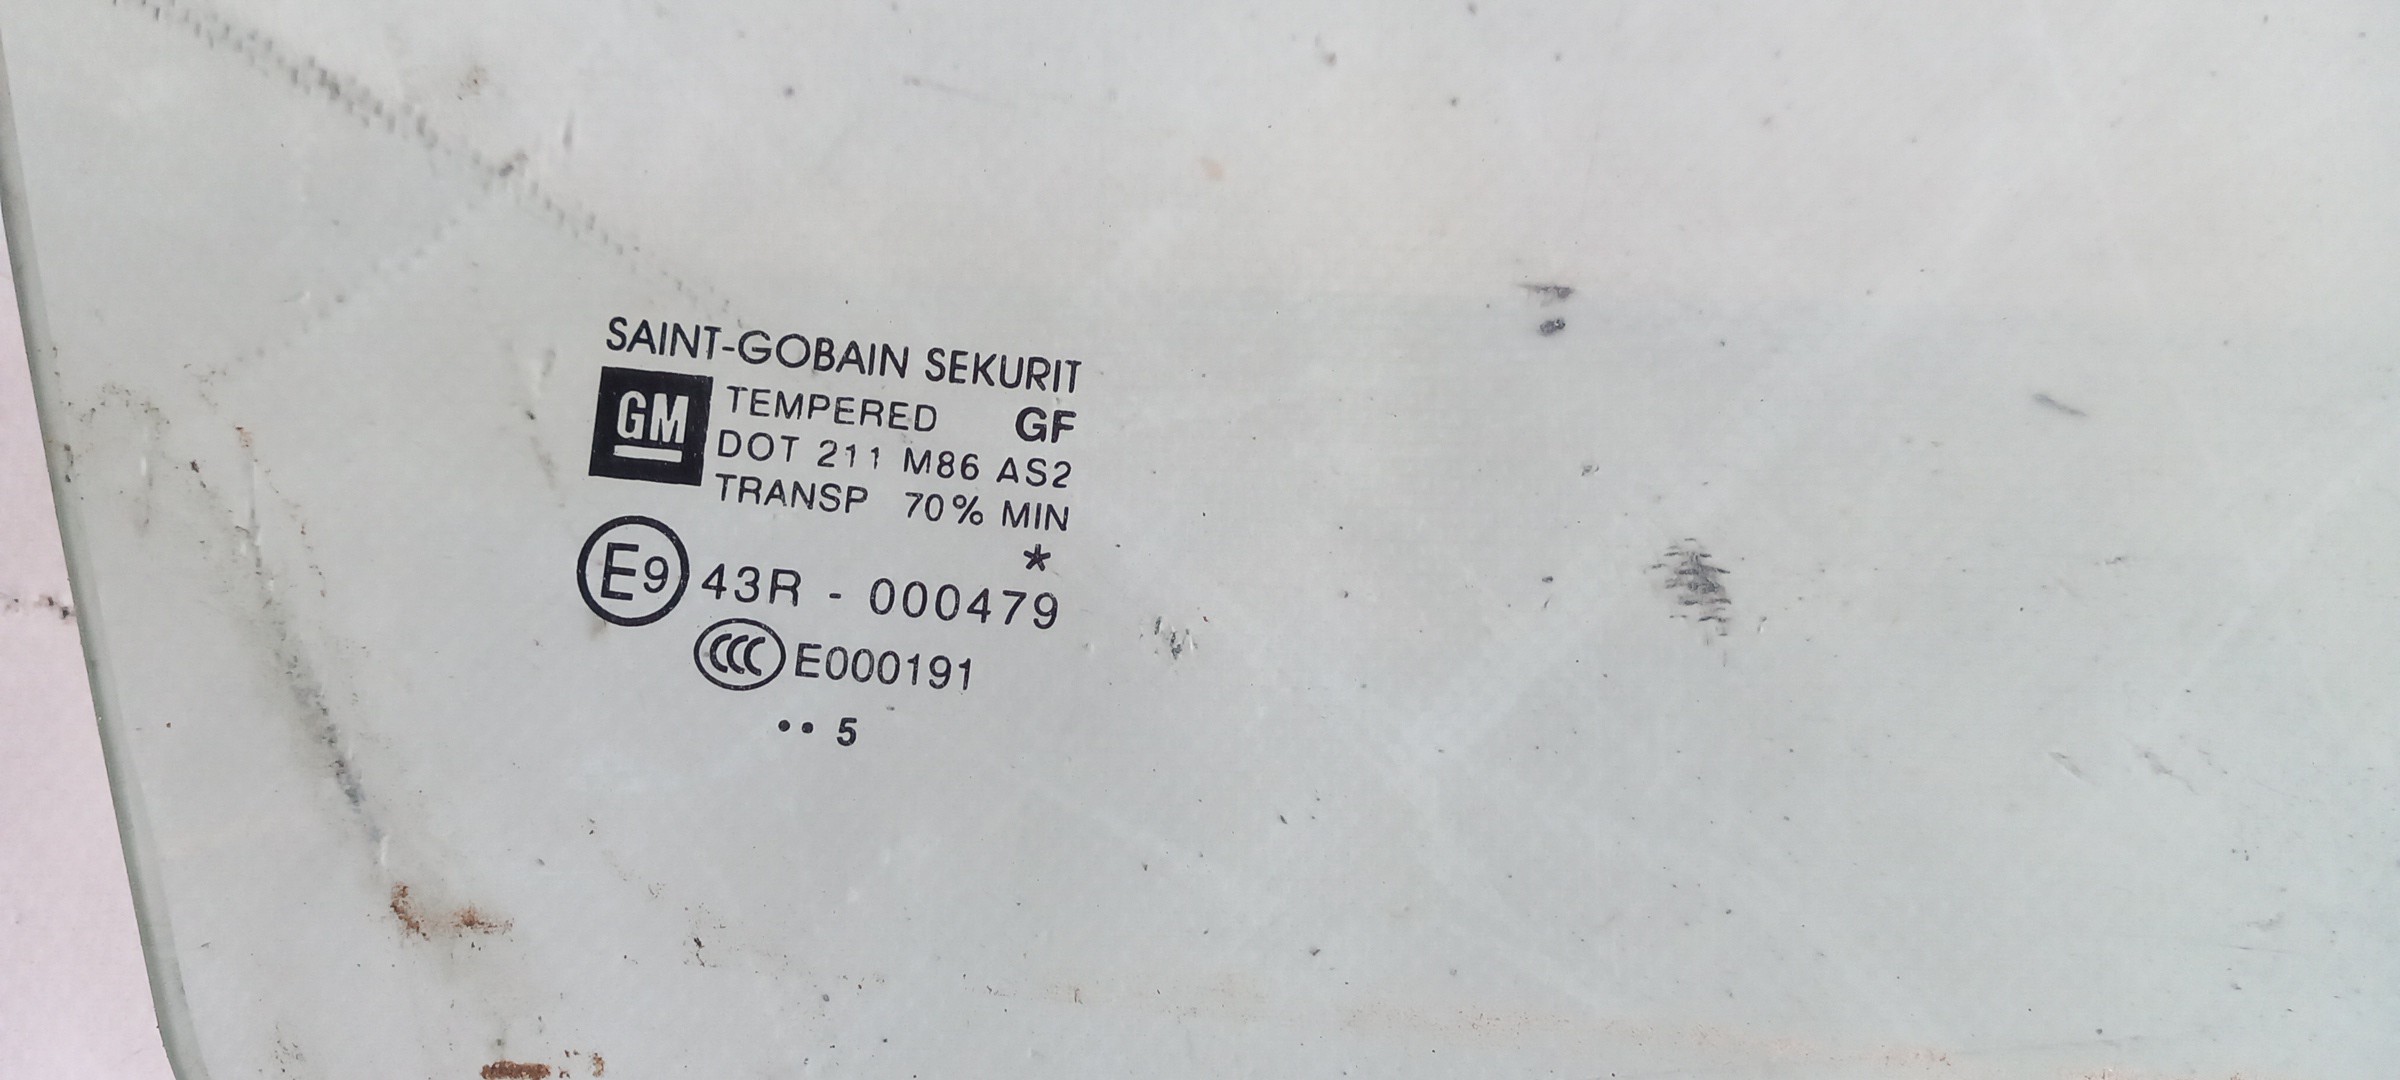 SAINT-GOBAIN SEKURIT
GM TEMPERED GF
DOT 211 M86 AS2
TRANSP 70% MIN
*
E9 43R - 000479
CCC E000191
•• 5